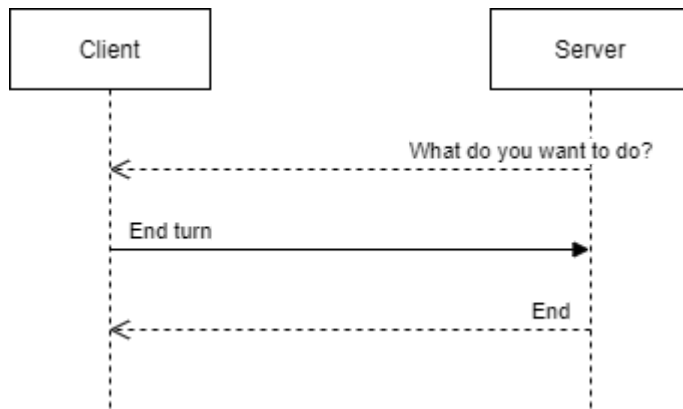 Client
Server
What do you want to do?
End turn
End